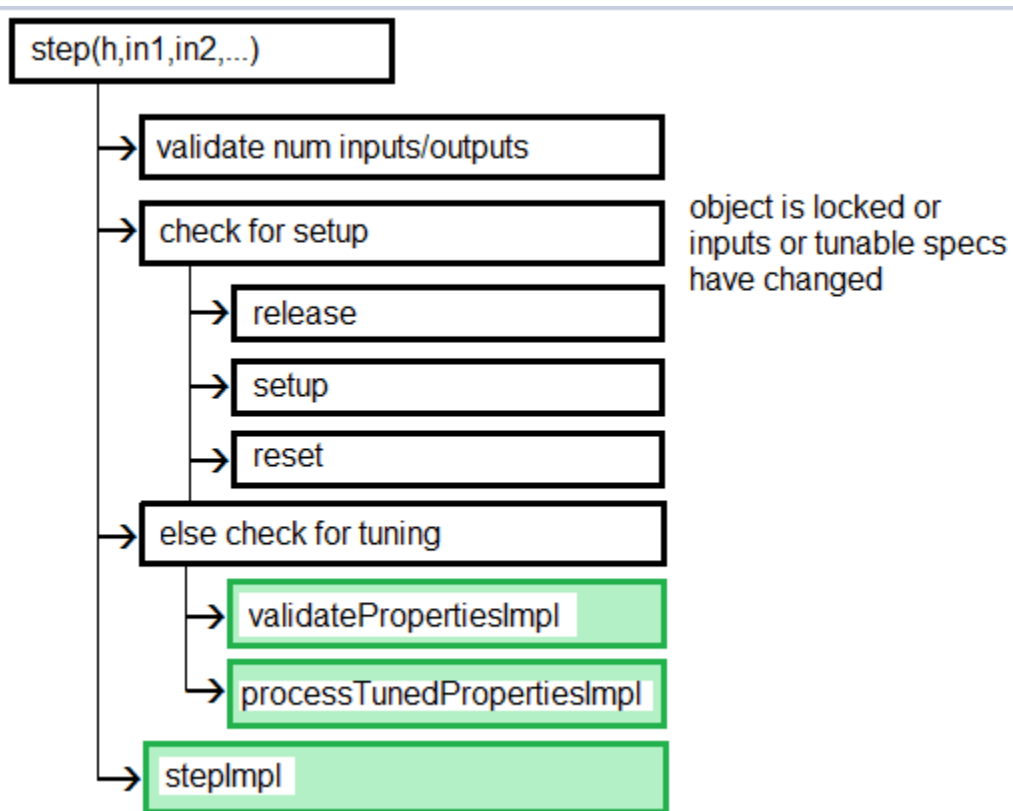 step(h,in1,in2,...)
validate num inputs/outputs
check for setup
object is locked or
inputs or tunable specs
have changed
release
setup
reset
else check for tuning
validatePropertiesImpl
processTunedPropertiesImpl
stepImpl